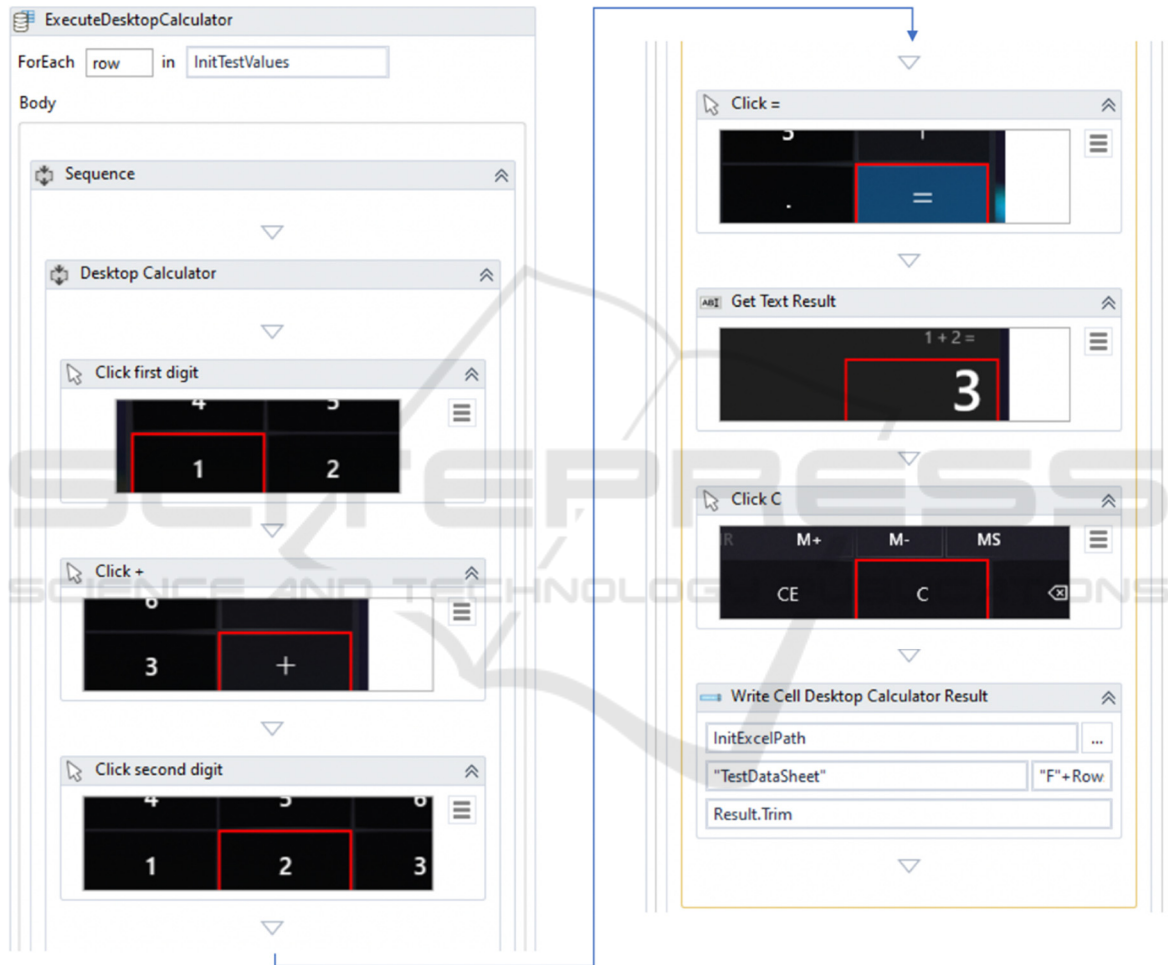 ExecuteDesktopCalculator
ForEach row in InitTestValues
Body
Sequence
Desktop Calculator
Click first digit
4 5
1 2
Click +
6
3 +
Click second digit
4 5 6
1 2 3
Click =
3 +
. =
Get Text Result
1 + 2 =
3
Click C
R M+ M- MS
CE C
Write Cell Desktop Calculator Result
InitExcelPath ...
"TestDataSheet" "F"+Row
Result.Trim
SCITEPRESS
SCIENCE AND TECHNOLOGY PUBLICATIONS